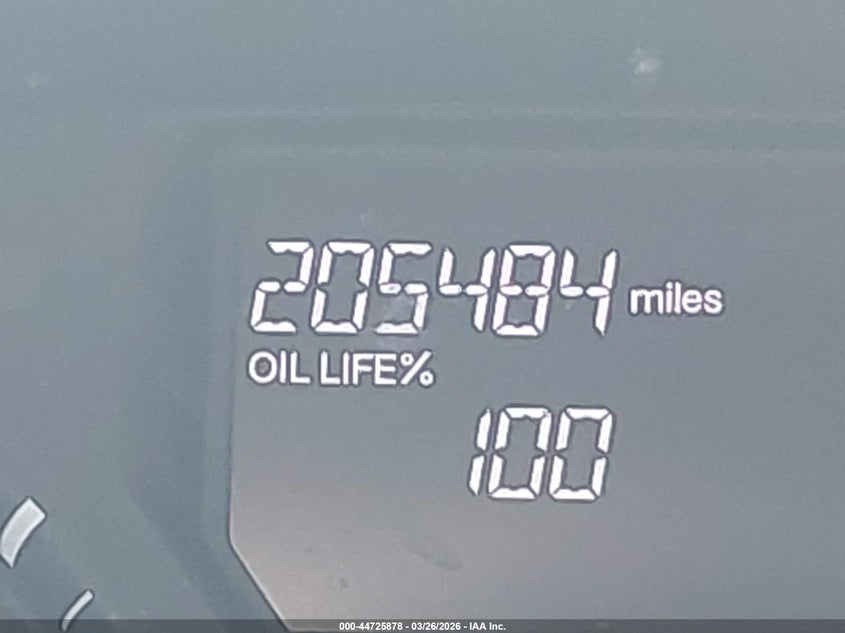 205484 miles
OIL LIFE%
100
000-44725878 - 03/26/2026 - IAA Inc.